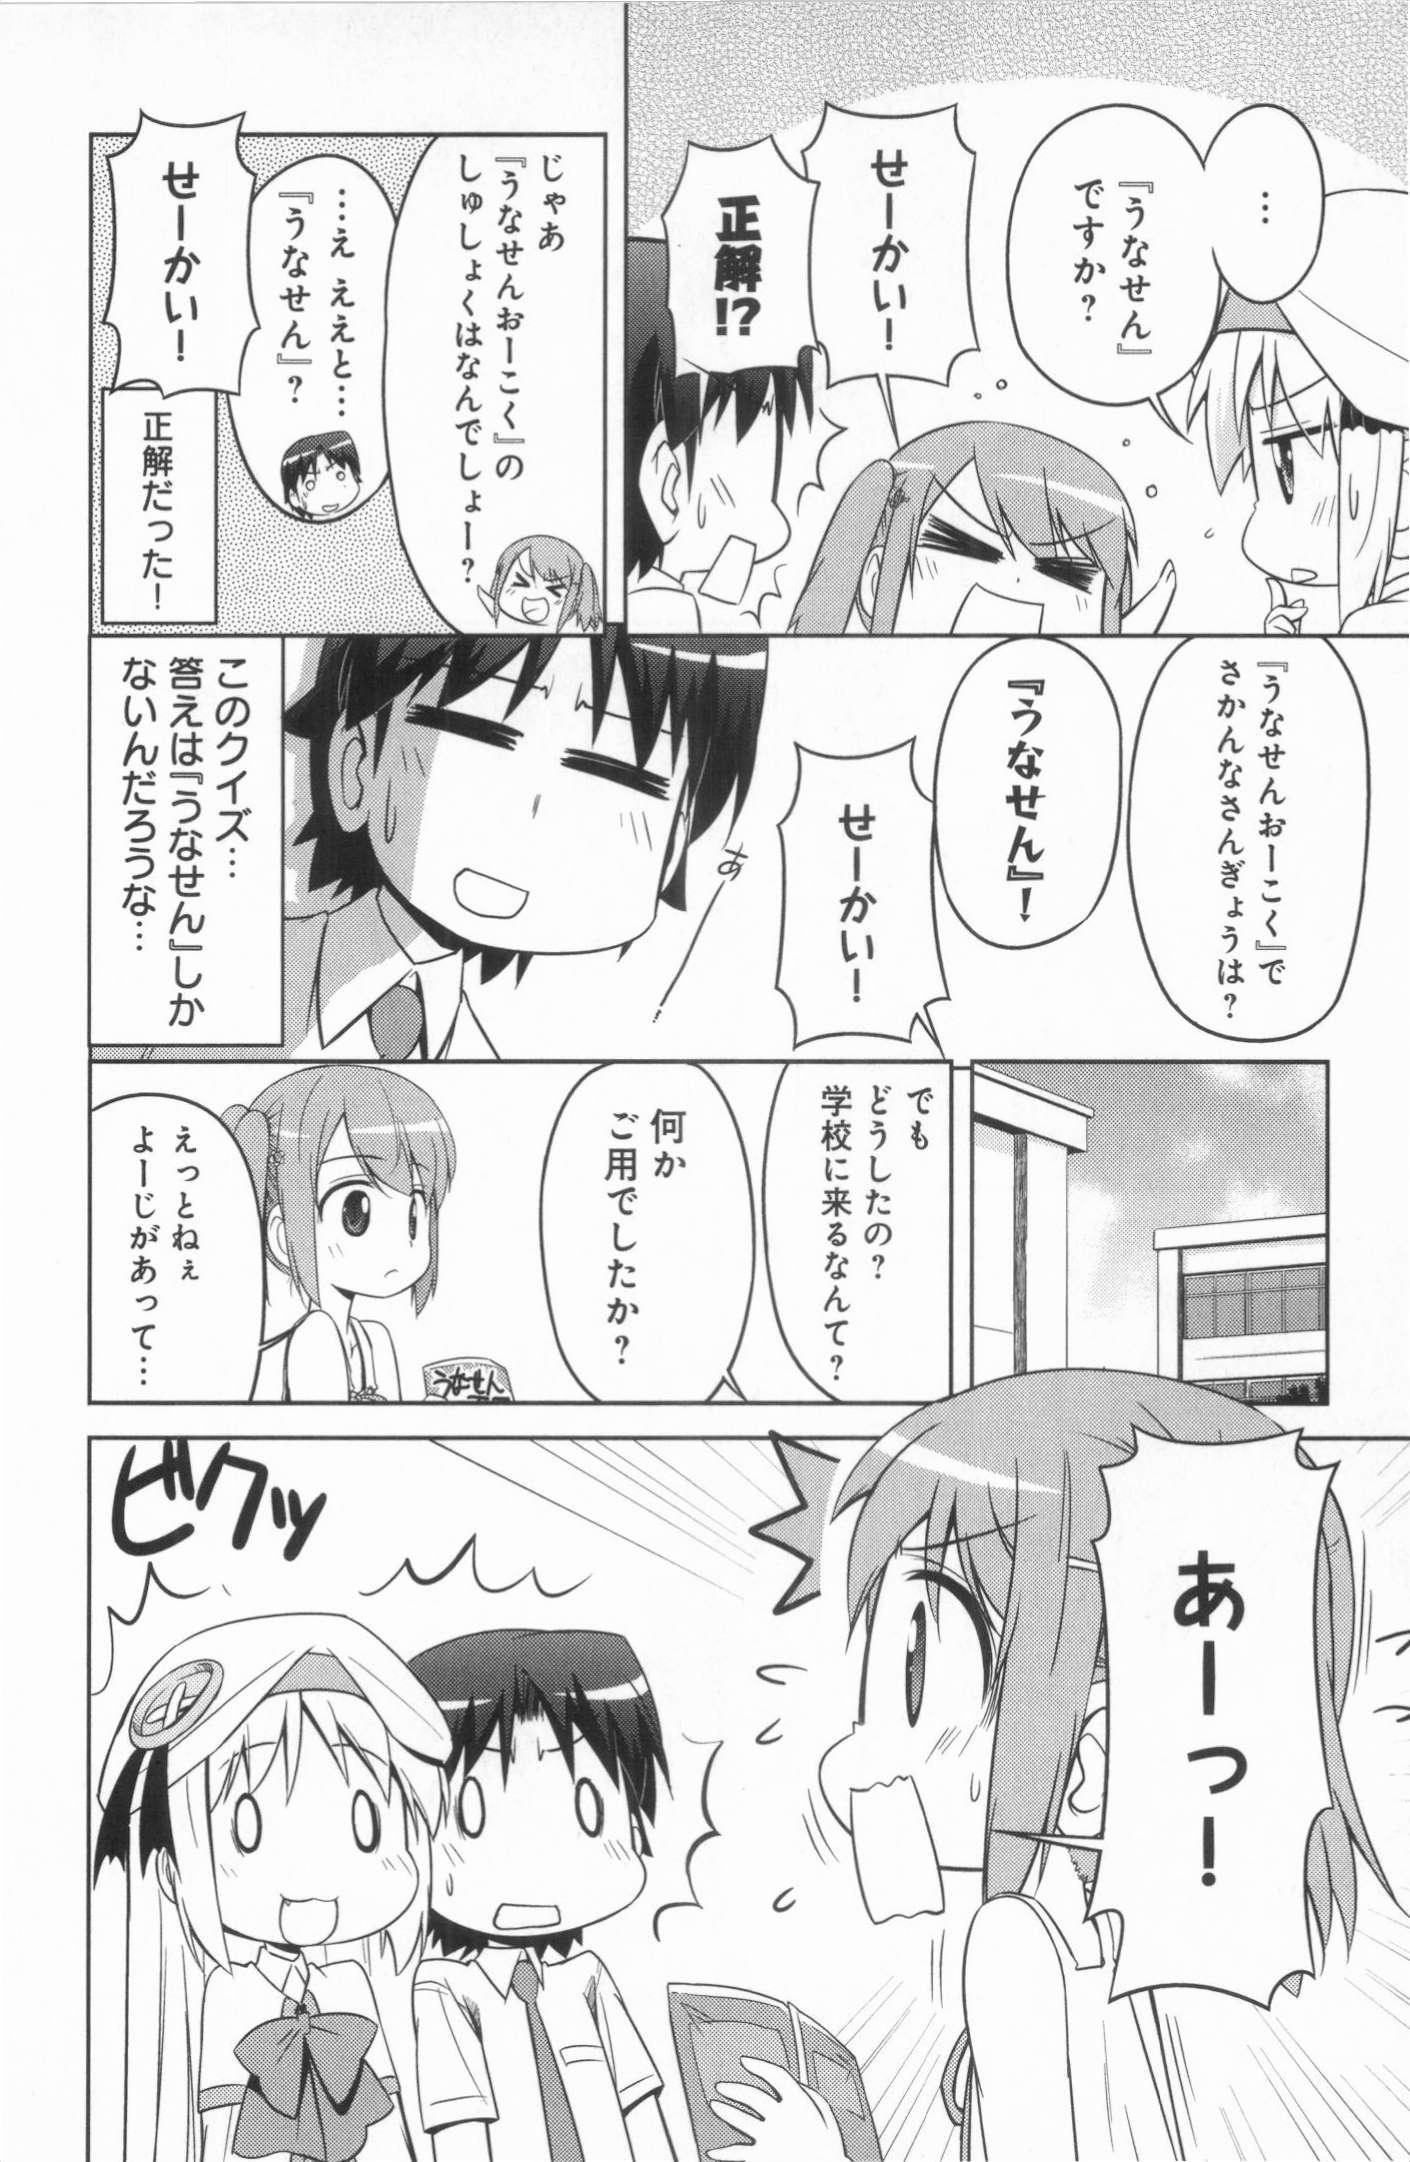 …
『うなせん』
ですか？
せーかい！
正解!?
じゃあ
『うなせんおーこく』の
しゅしょくはなんでしょー？
…え　ええと…
『うなせん』？
せーかい！
正解だった！
『うなせんおーこく』で
さかんなさんぎょうは？
『うなせん』！
せーかい！
あ
このクイズ…
答えは『うなせん』しか
ないんだろうな…
でも
どうしたの？
学校に来るなんて？
何か
ご用でしたか？
えっとねぇ
よーじがあって…
うなせん
あーっ！
ビクッ